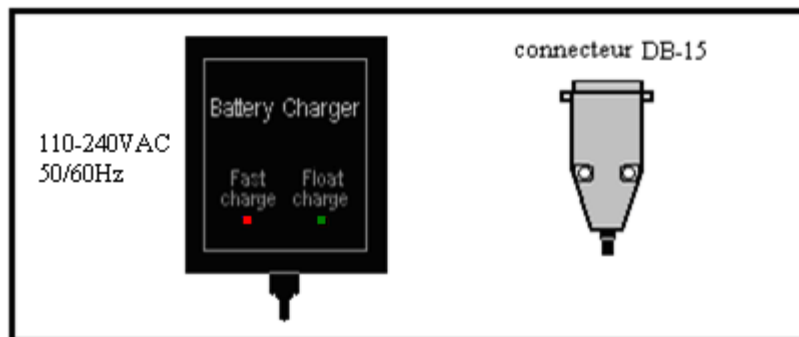 connecteur DB-15
Battery Charger
110-240VAC
50/60Hz
Fast Float
charge charge